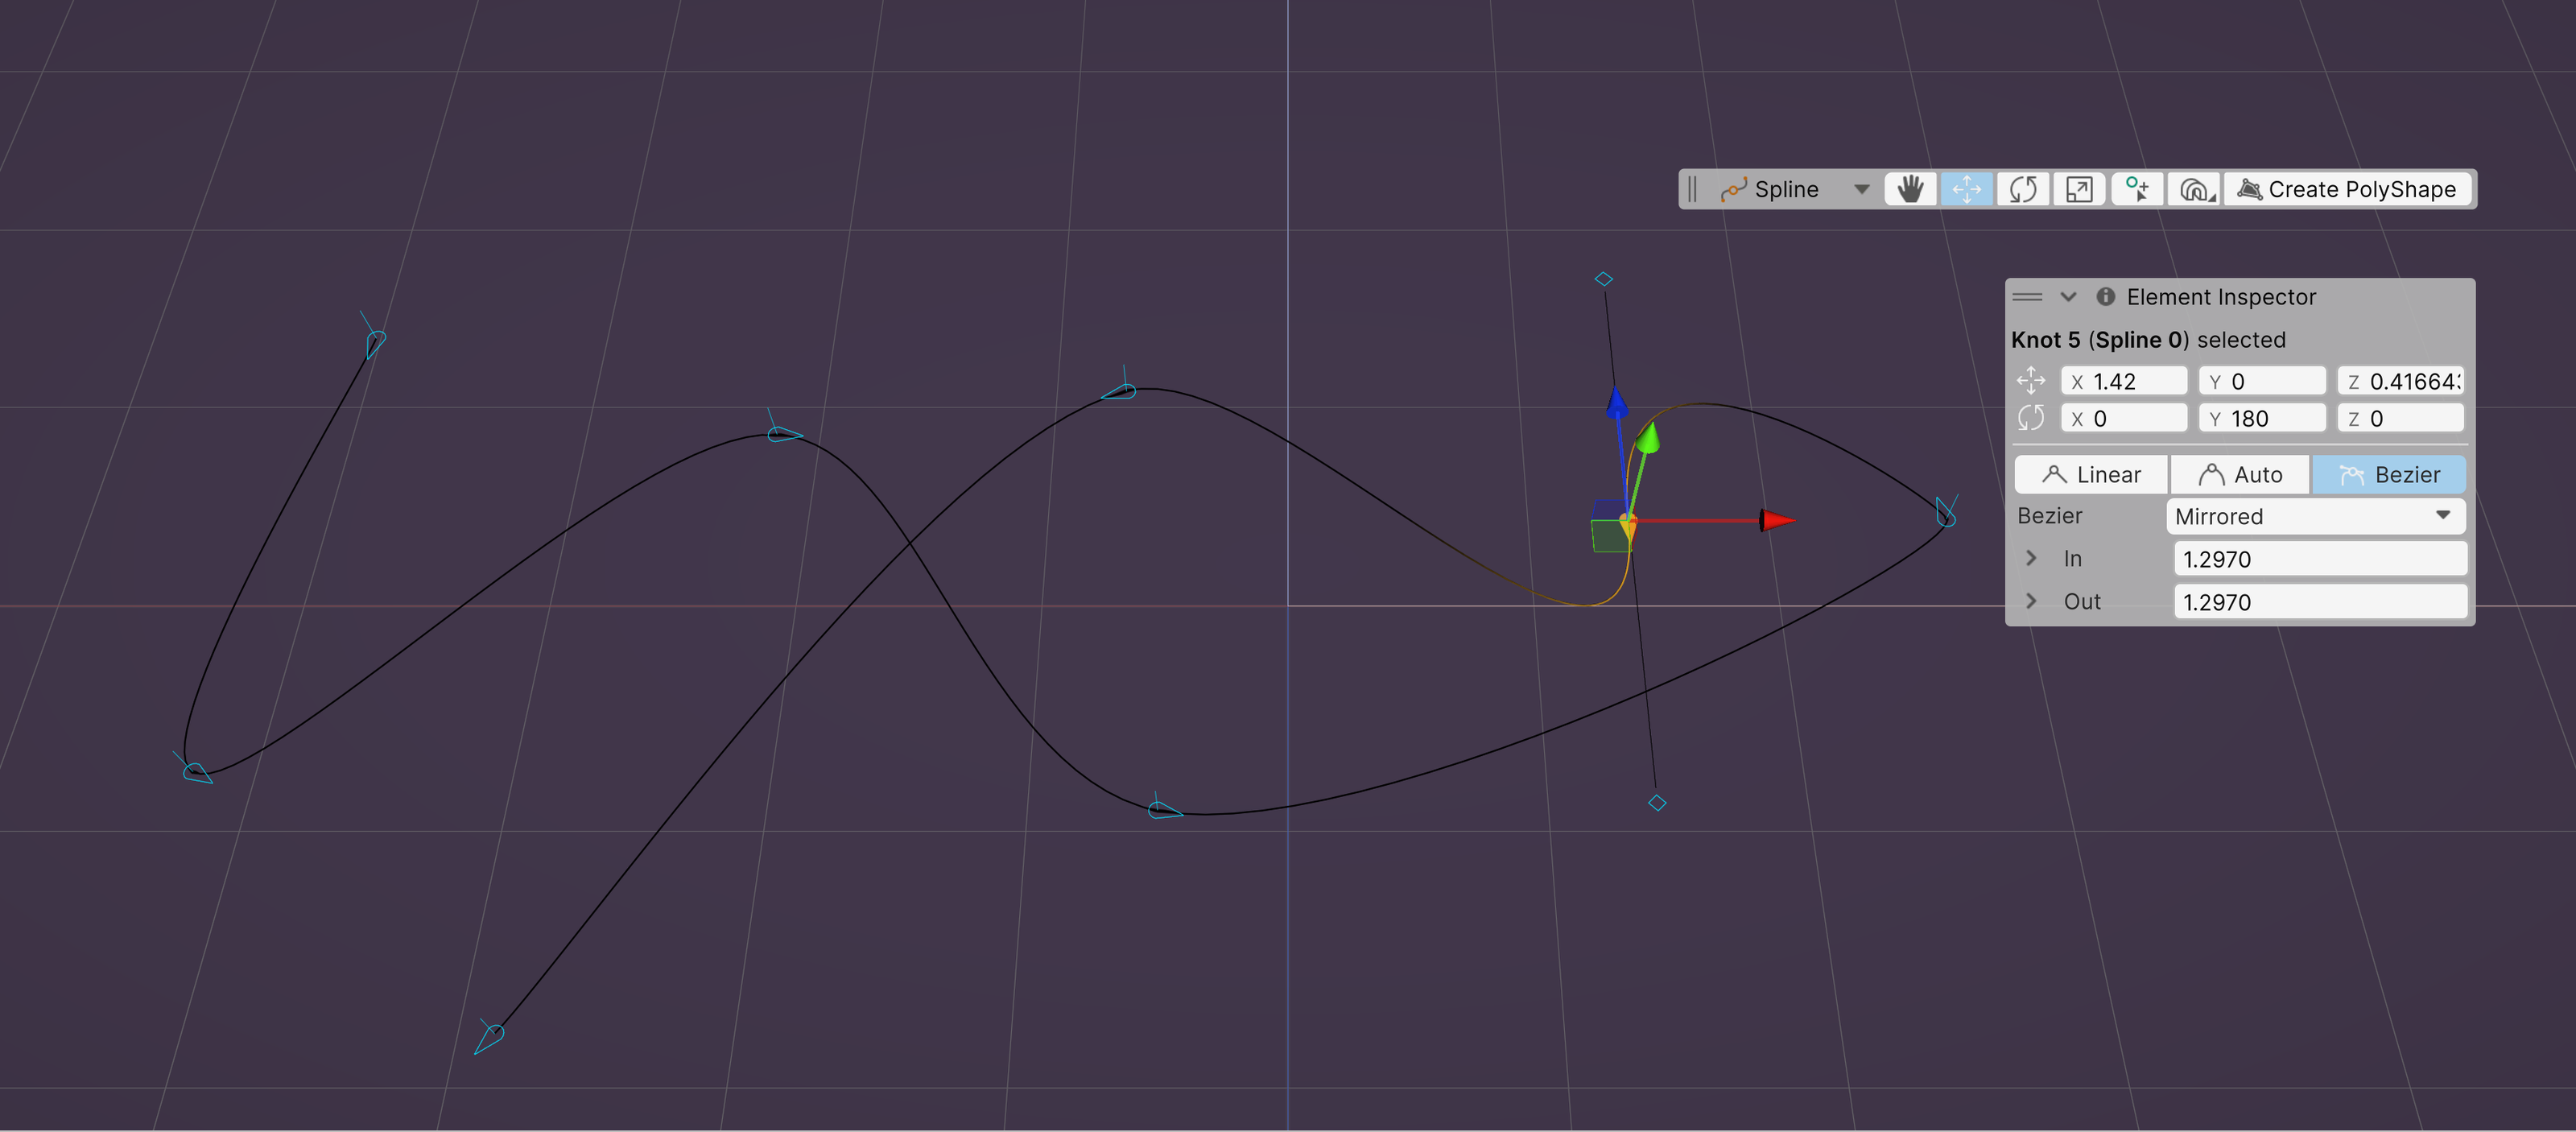 Spline Create PolyShape
Element Inspector
Knot 5 (Spline 0) selected
X 1.42 Y 0 Z 0.41664
X 0 Y 180 Z 0
Linear Auto Bezier
Bezier Mirrored
In 1.2970
Out 1.2970